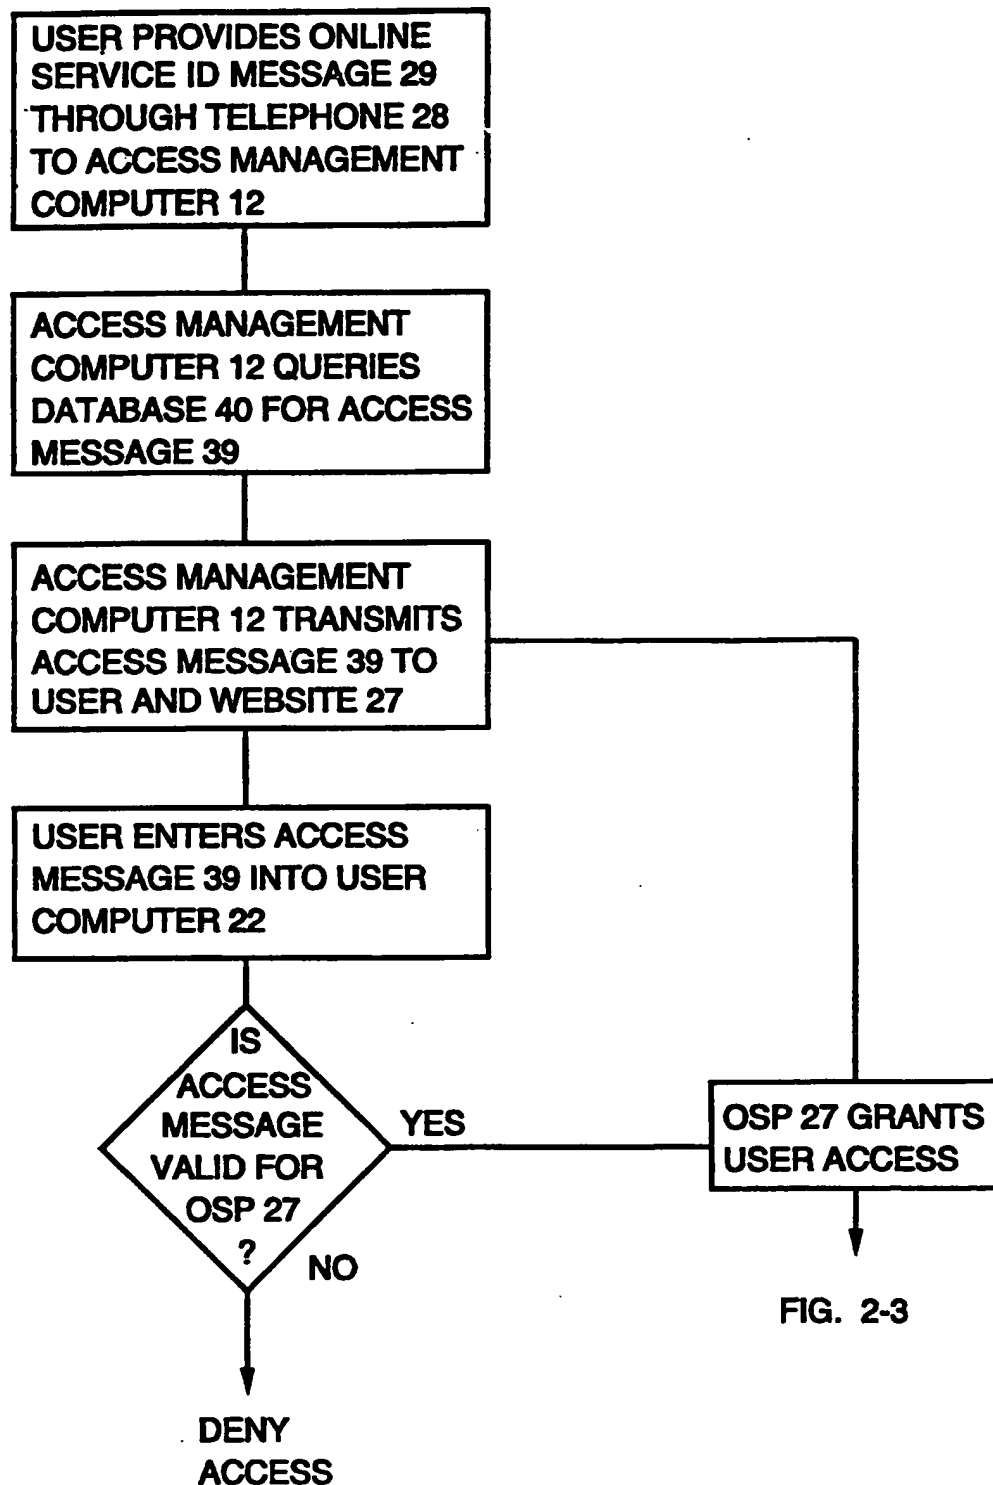 USER PROVIDES ONLINE
SERVICE ID MESSAGE 29
THROUGH TELEPHONE 28
TO ACCESS MANAGEMENT
COMPUTER 12
ACCESS MANAGEMENT
COMPUTER 12 QUERIES
DATABASE 40 FOR ACCESS
MESSAGE 39
ACCESS MANAGEMENT
COMPUTER 12 TRANSMITS
ACCESS MESSAGE 39 TO
USER AND WEBSITE 27
USER ENTERS ACCESS
MESSAGE 39 INTO USER
COMPUTER 22
IS
ACCESS
MESSAGE
VALID FOR
OSP 27
?
YES
NO
OSP 27 GRANTS
USER ACCESS
FIG. 2-3
DENY
ACCESS